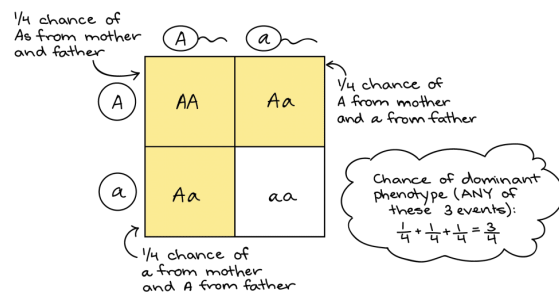 1/4 chance of
As from mother
and father
A
a
A
AA
Aa
1/4 chance of
A from mother
and a from father
a
Aa
aa
Chance of dominant
phenotype (ANY of
these 3 events):
1/4 + 1/4 + 1/4 = 3/4
1/4 chance of
a from mother
and A from father